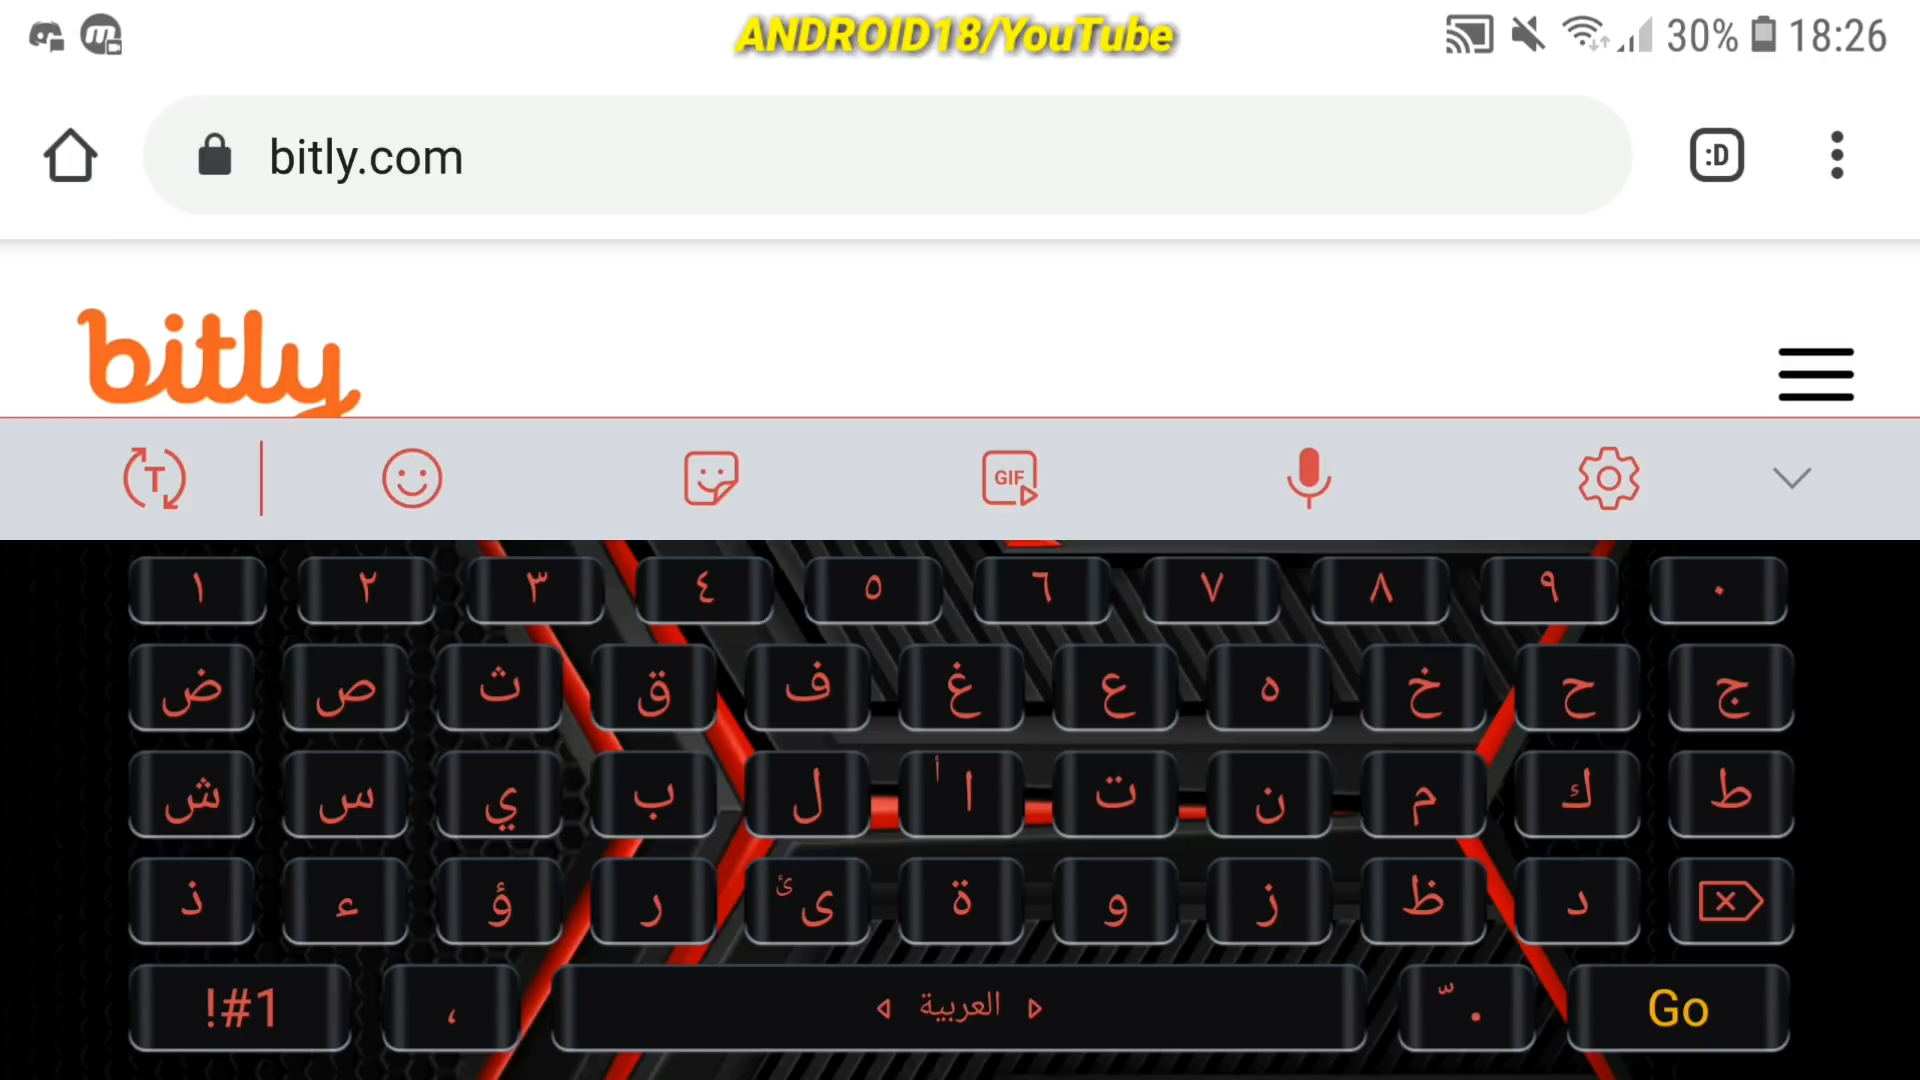 ANDROID18/YouTube
30% 18:26
bitly.com
:D
bitly
T
GIF
١ ٢ ٣ ٤ ٥ ٦ ٧ ٨ ٩ ٠
ض ص ث ق ف غ ع ه خ ح ج
ش س ي ب ل ا أ ت ن م ك ط
ذ ء ؤ ر ى ئ ة و ز ظ د
!#1 ، العربية ّ . Go